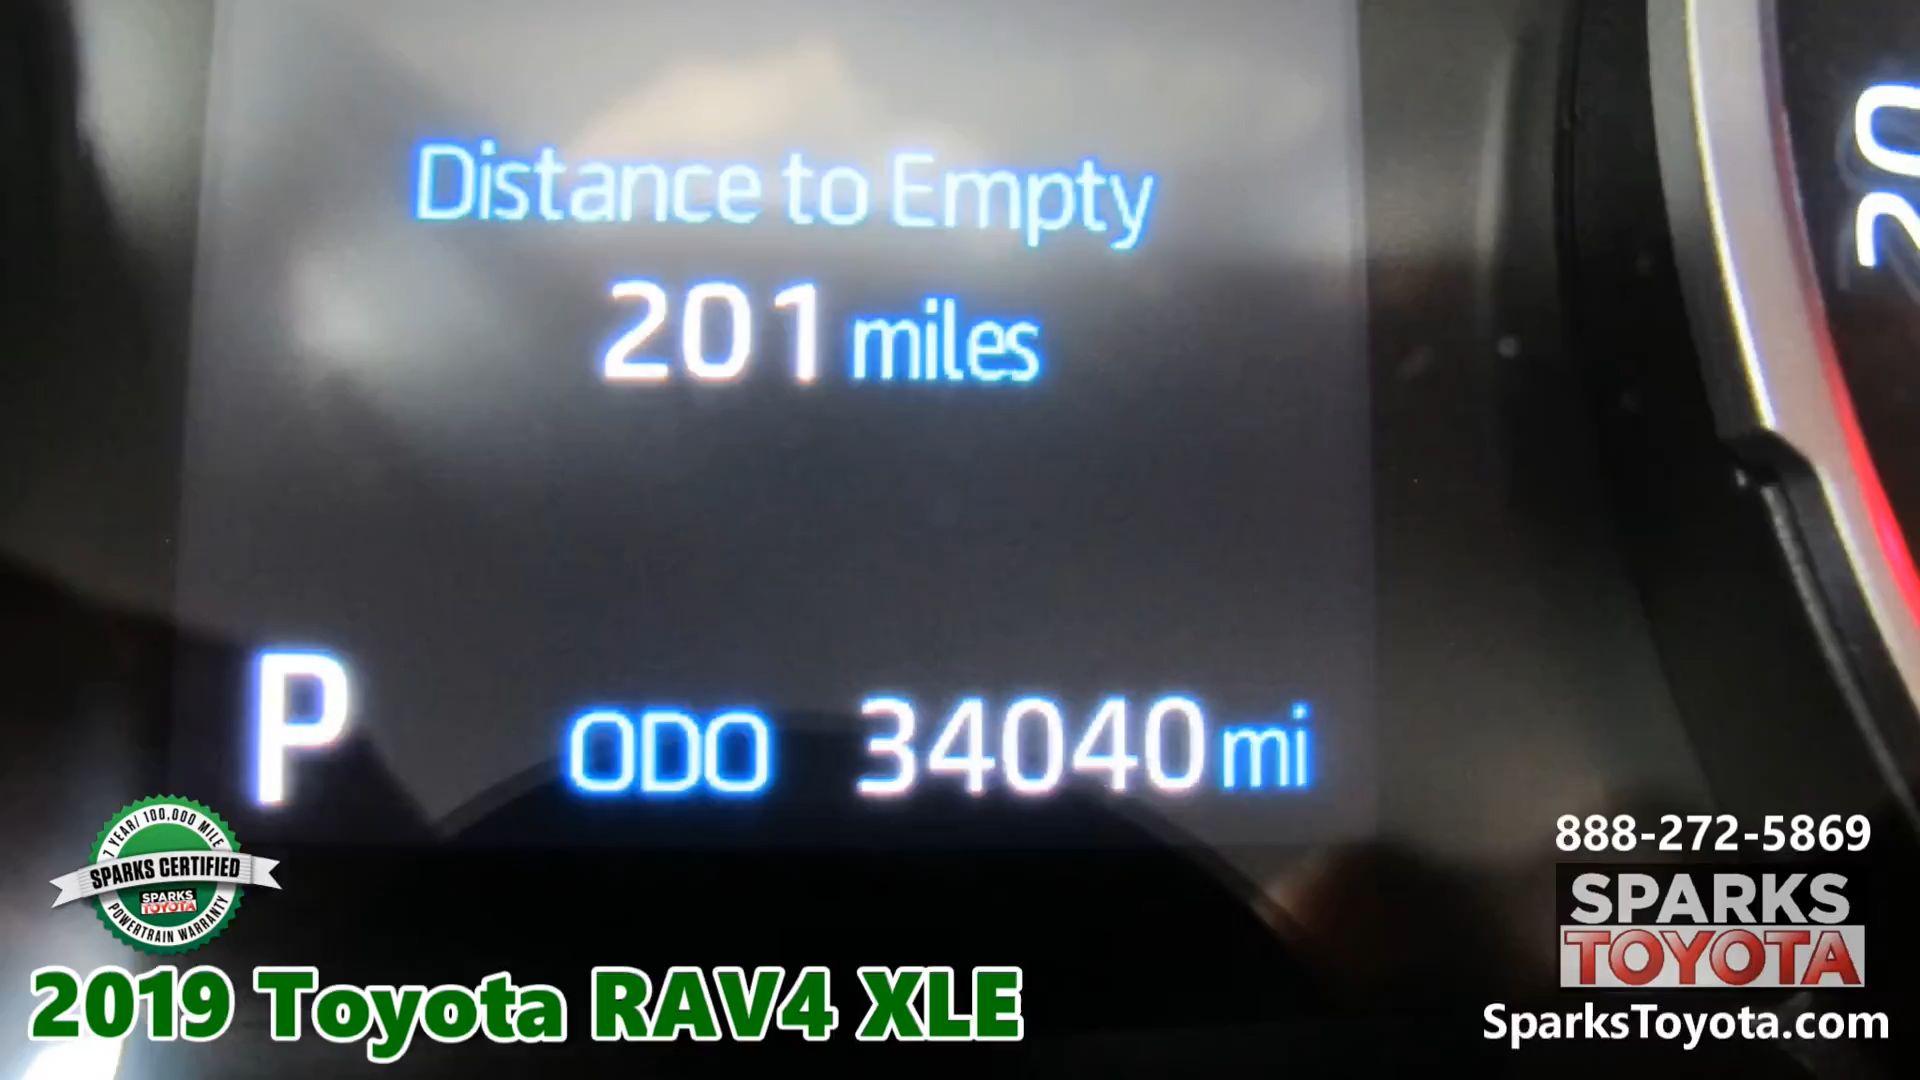 Distance to Empty
201 miles
20
P ODO 34040 mi
7 YEAR/ 100,000 MILE
SPARKS CERTIFIED
SPARKS
TOYOTA
POWERTRAIN WARRANTY
2019 Toyota RAV4 XLE
888-272-5869
SPARKS
TOYOTA
SparksToyota.com